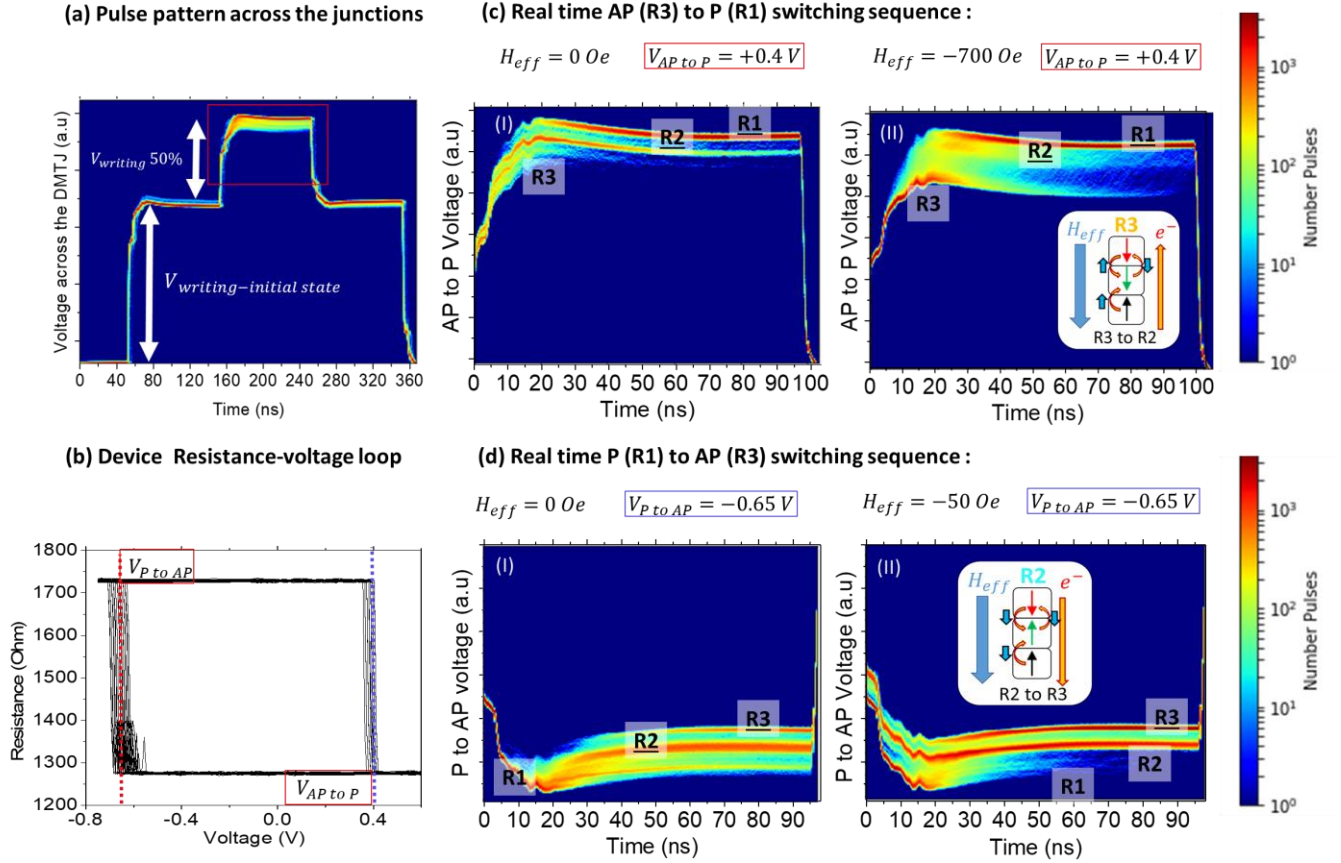 (a) Pulse pattern across the junctions
Voltage across the DMTJ (a.u)
V_writing 50%
V_writing−initial state
0 40 80 120 160 200 240 280 320 360
Time (ns)
(b) Device Resistance-voltage loop
Resistance (Ohm)
1800
1700
1600
1500
1400
1300
1200
V_P to AP
V_AP to P
-0.8 -0.4 0.0 0.4
Voltage (V)
(c) Real time AP (R3) to P (R1) switching sequence :
H_eff = 0 Oe V_AP to P = +0.4 V
AP to P Voltage (a.u)
(I)
R1
R2
R3
0 10 20 30 40 50 60 70 80 90 100
Time (ns)
H_eff = −700 Oe V_AP to P = +0.4 V
AP to P Voltage (a.u)
(II)
R1
R2
R3
H_eff R3 e−
R3 to R2
0 10 20 30 40 50 60 70 80 90 100
Time (ns)
10³
10²
10¹
10⁰
Number Pulses
(d) Real time P (R1) to AP (R3) switching sequence :
H_eff = 0 Oe V_P to AP = −0.65 V
P to AP voltage (a.u)
(I)
R3
R2
R1
0 10 20 30 40 50 60 70 80 90
Time (ns)
H_eff = −50 Oe V_P to AP = −0.65 V
P to AP Voltage (a.u)
(II)
H_eff R2 e−
R2 to R3
R3
R2
R1
0 10 20 30 40 50 60 70 80 90
Time (ns)
10³
10²
10¹
10⁰
Number Pulses